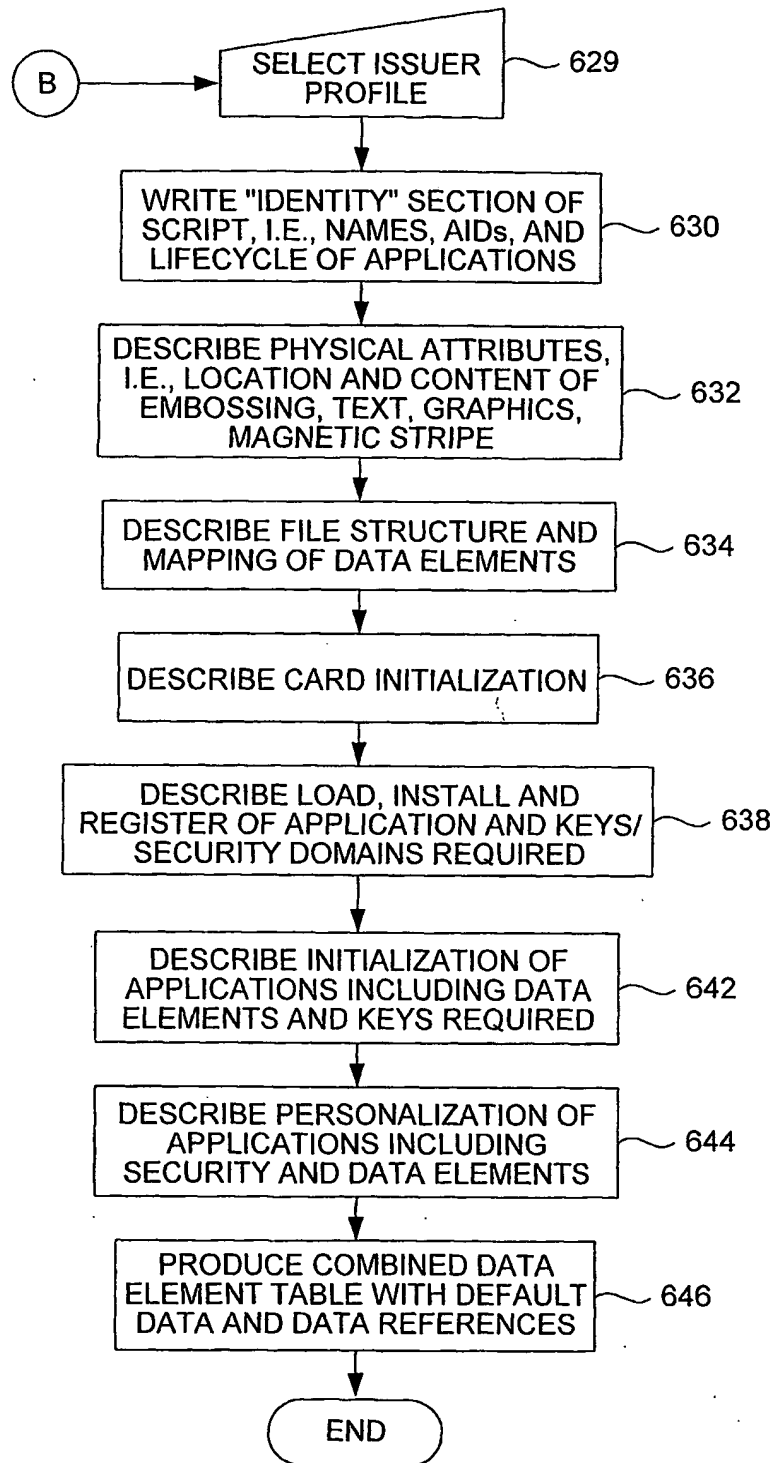 B
SELECT ISSUER
PROFILE
629
WRITE "IDENTITY" SECTION OF
SCRIPT, I.E., NAMES, AIDs, AND
LIFECYCLE OF APPLICATIONS
630
DESCRIBE PHYSICAL ATTRIBUTES,
I.E., LOCATION AND CONTENT OF
EMBOSSING, TEXT, GRAPHICS,
MAGNETIC STRIPE
632
DESCRIBE FILE STRUCTURE AND
MAPPING OF DATA ELEMENTS
634
DESCRIBE CARD INITIALIZATION
636
DESCRIBE LOAD, INSTALL AND
REGISTER OF APPLICATION AND KEYS/
SECURITY DOMAINS REQUIRED
638
DESCRIBE INITIALIZATION OF
APPLICATIONS INCLUDING DATA
ELEMENTS AND KEYS REQUIRED
642
DESCRIBE PERSONALIZATION OF
APPLICATIONS INCLUDING
SECURITY AND DATA ELEMENTS
644
PRODUCE COMBINED DATA
ELEMENT TABLE WITH DEFAULT
DATA AND DATA REFERENCES
646
END